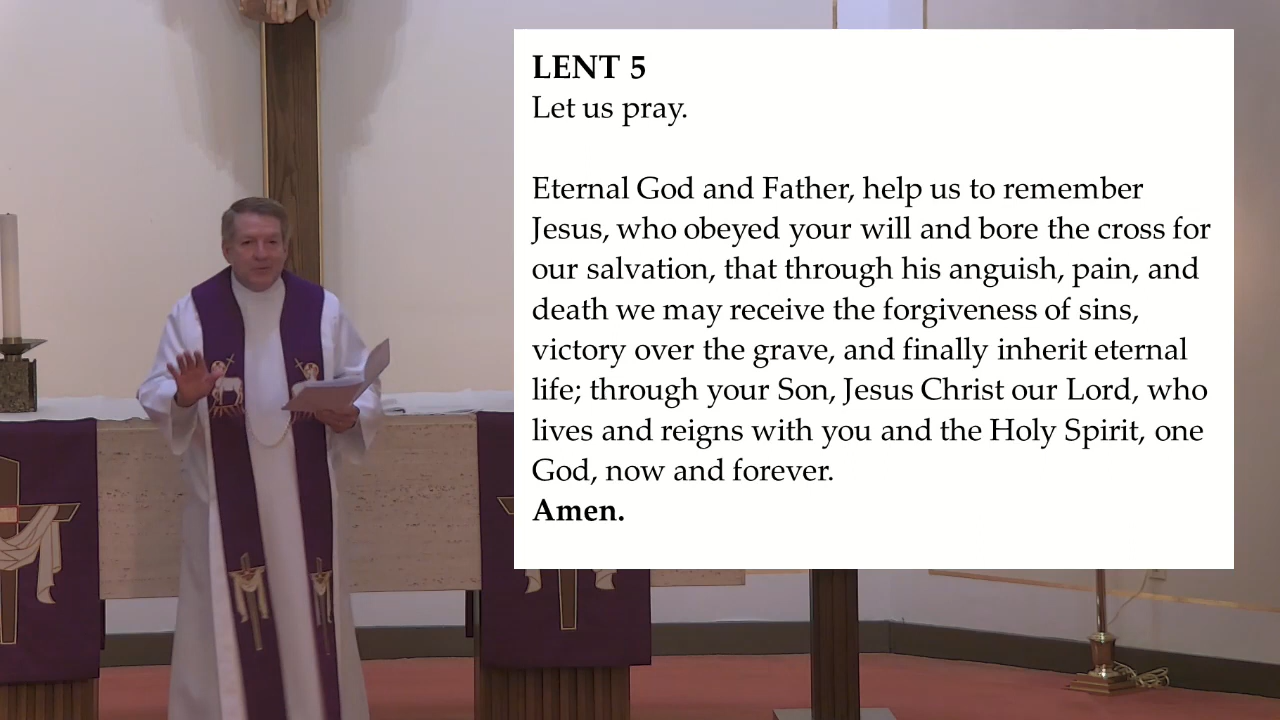 LENT 5
Let us pray.
Eternal God and Father, help us to remember
Jesus, who obeyed your will and bore the cross for
our salvation, that through his anguish, pain, and
death we may receive the forgiveness of sins,
victory over the grave, and finally inherit eternal
life; through your Son, Jesus Christ our Lord, who
lives and reigns with you and the Holy Spirit, one
God, now and forever.
Amen.